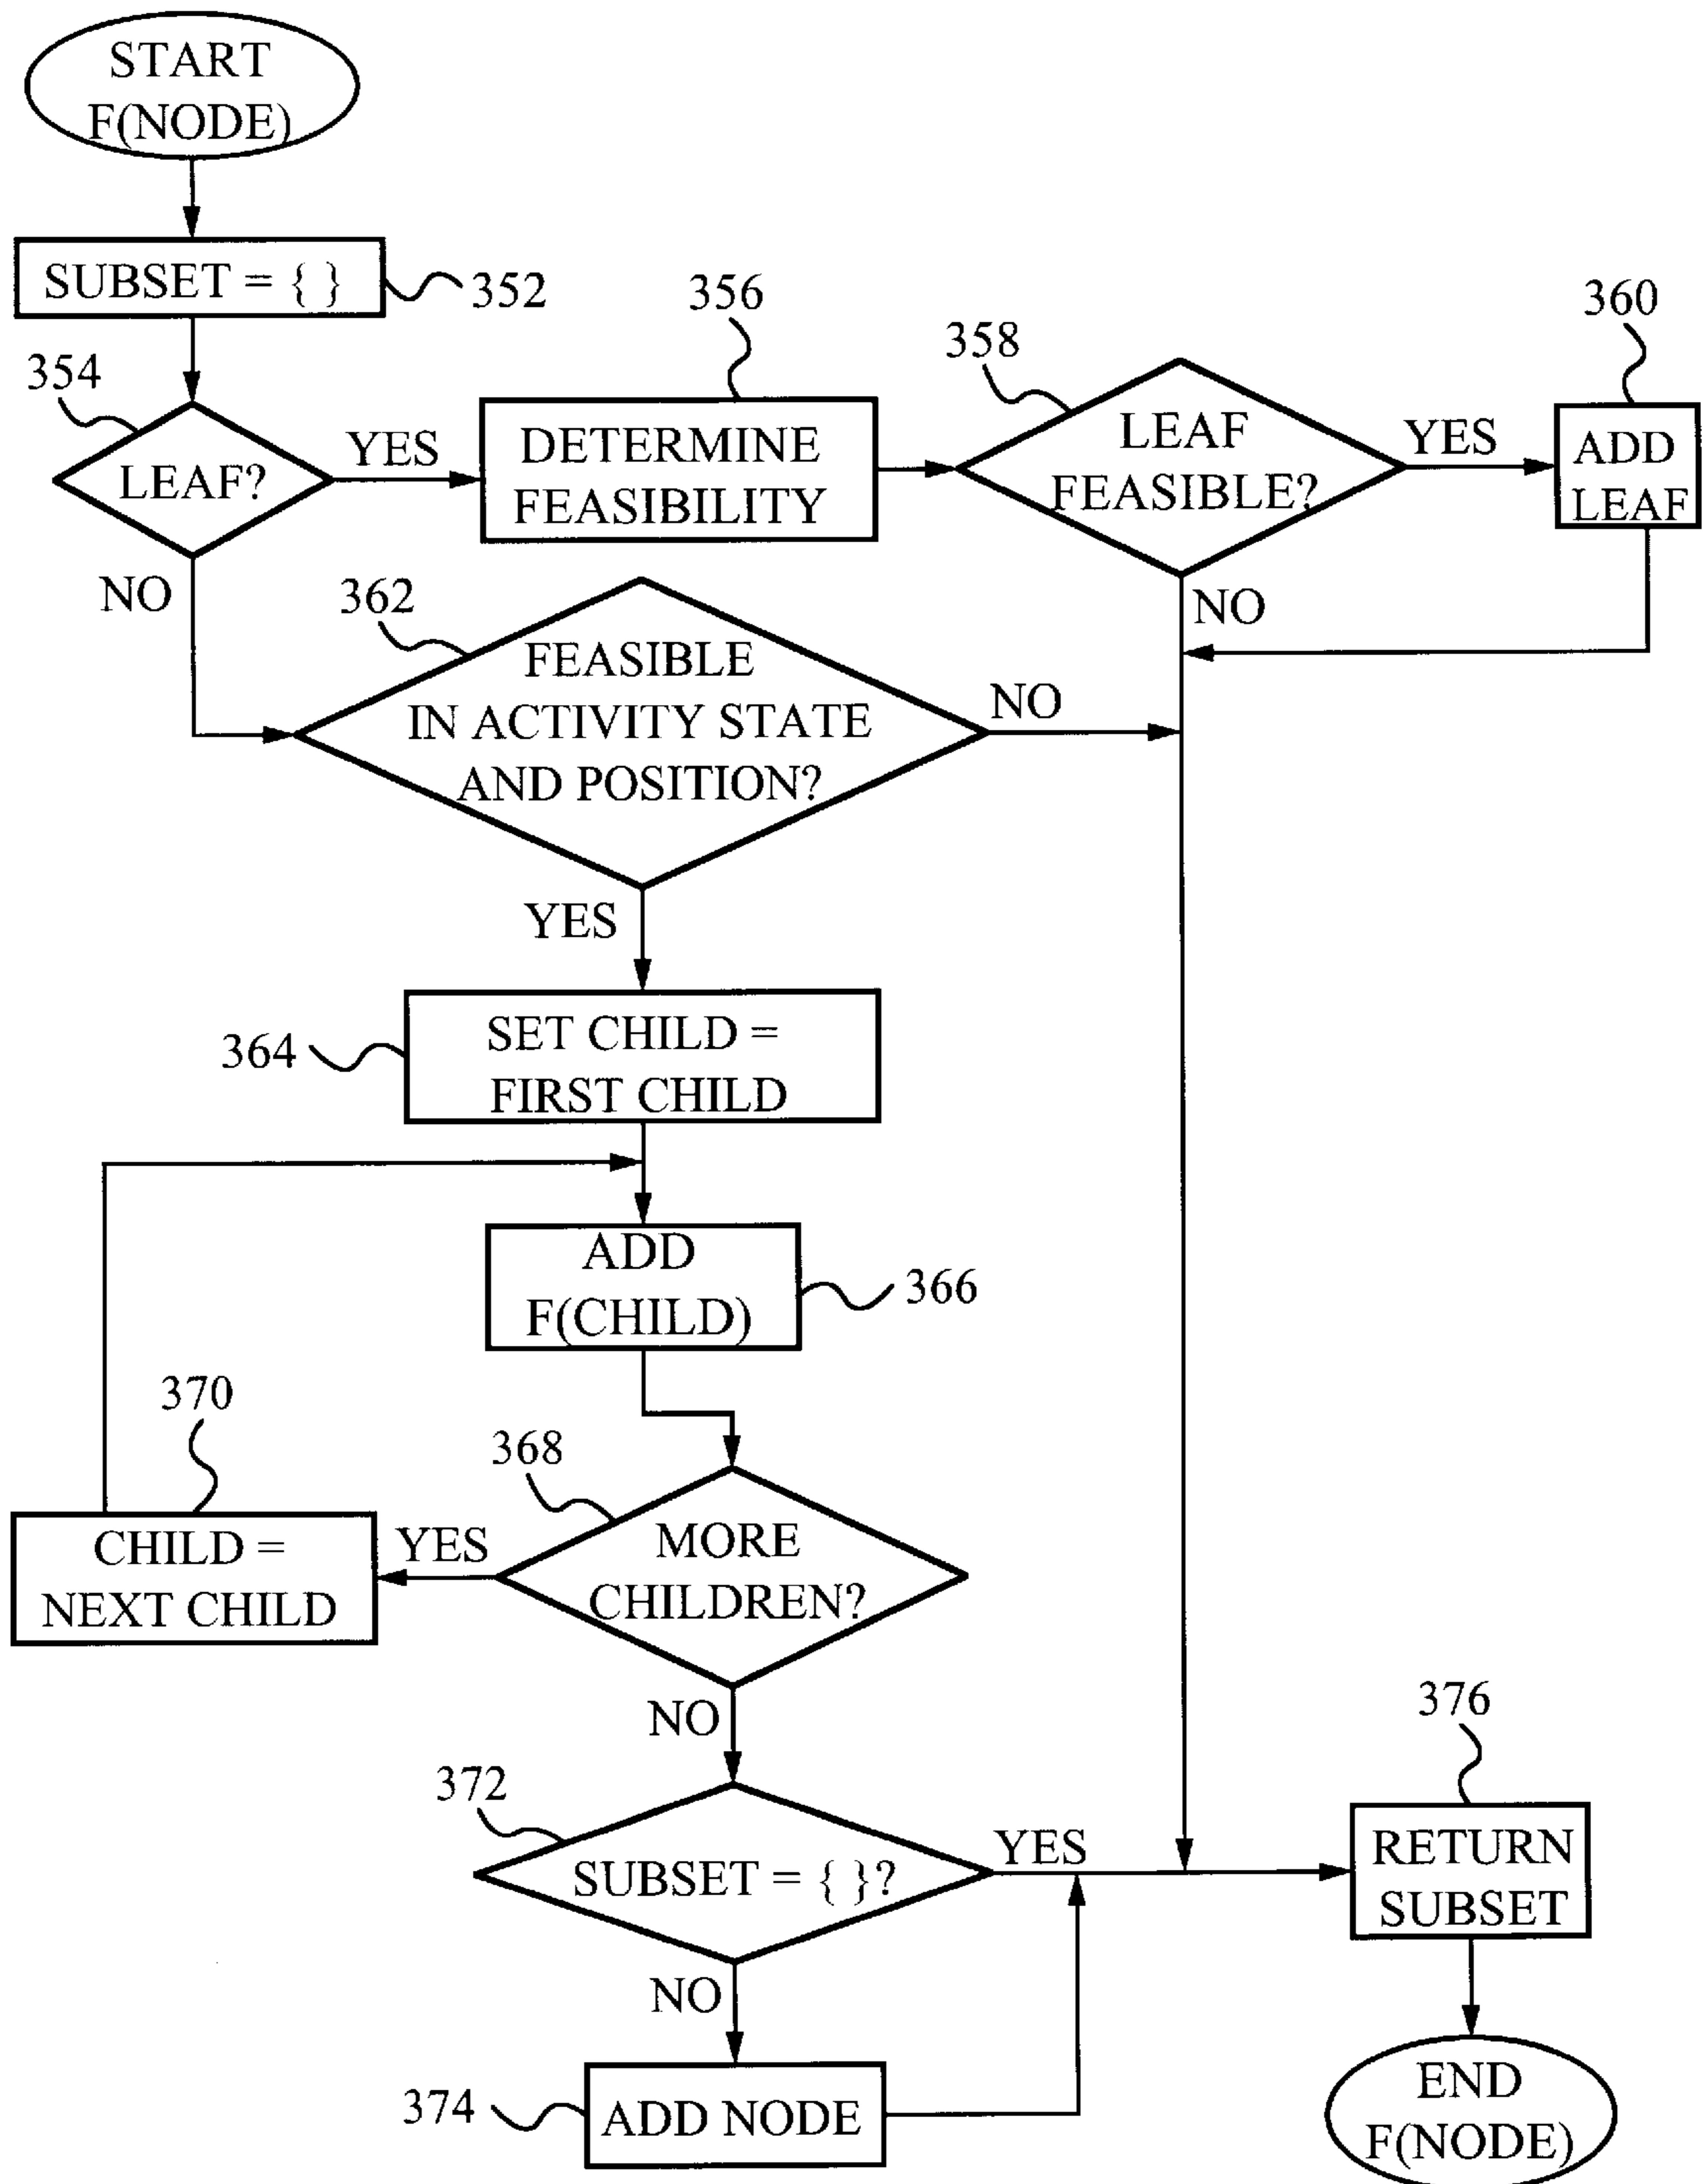 START
F(NODE)
SUBSET = { }
352
354
LEAF?
YES
NO
356
DETERMINE
FEASIBILITY
358
LEAF
FEASIBLE?
YES
NO
360
ADD
LEAF
362
FEASIBLE
IN ACTIVITY STATE
AND POSITION?
NO
YES
364
SET CHILD =
FIRST CHILD
ADD
F(CHILD)
366
368
MORE
CHILDREN?
YES
370
CHILD =
NEXT CHILD
NO
372
SUBSET = { }?
YES
NO
374
ADD NODE
376
RETURN
SUBSET
END
F(NODE)